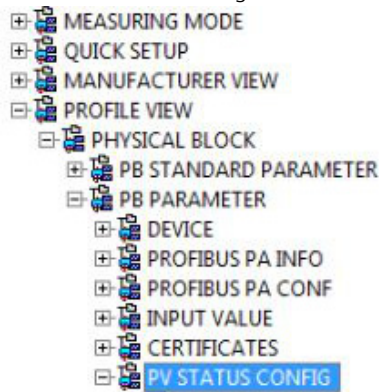 MEASURING MODE
QUICK SETUP
MANUFACTURER VIEW
PROFILE VIEW
PHYSICAL BLOCK
PB STANDARD PARAMETER
PB PARAMETER
DEVICE
PROFIBUS PA INFO
PROFIBUS PA CONF
INPUT VALUE
CERTIFICATES
PV STATUS CONFIG